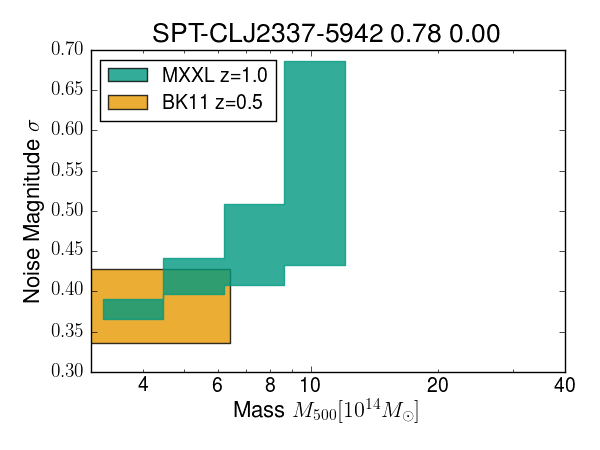 SPT-CLJ2337-5942 0.78 0.00
MXXL z=1.0
BK11 z=0.5
Noise Magnitude σ
0.70
0.65
0.60
0.55
0.50
0.45
0.40
0.35
0.30
4 6 8 10 20 40
Mass M₅₀₀[10¹⁴M⊙]